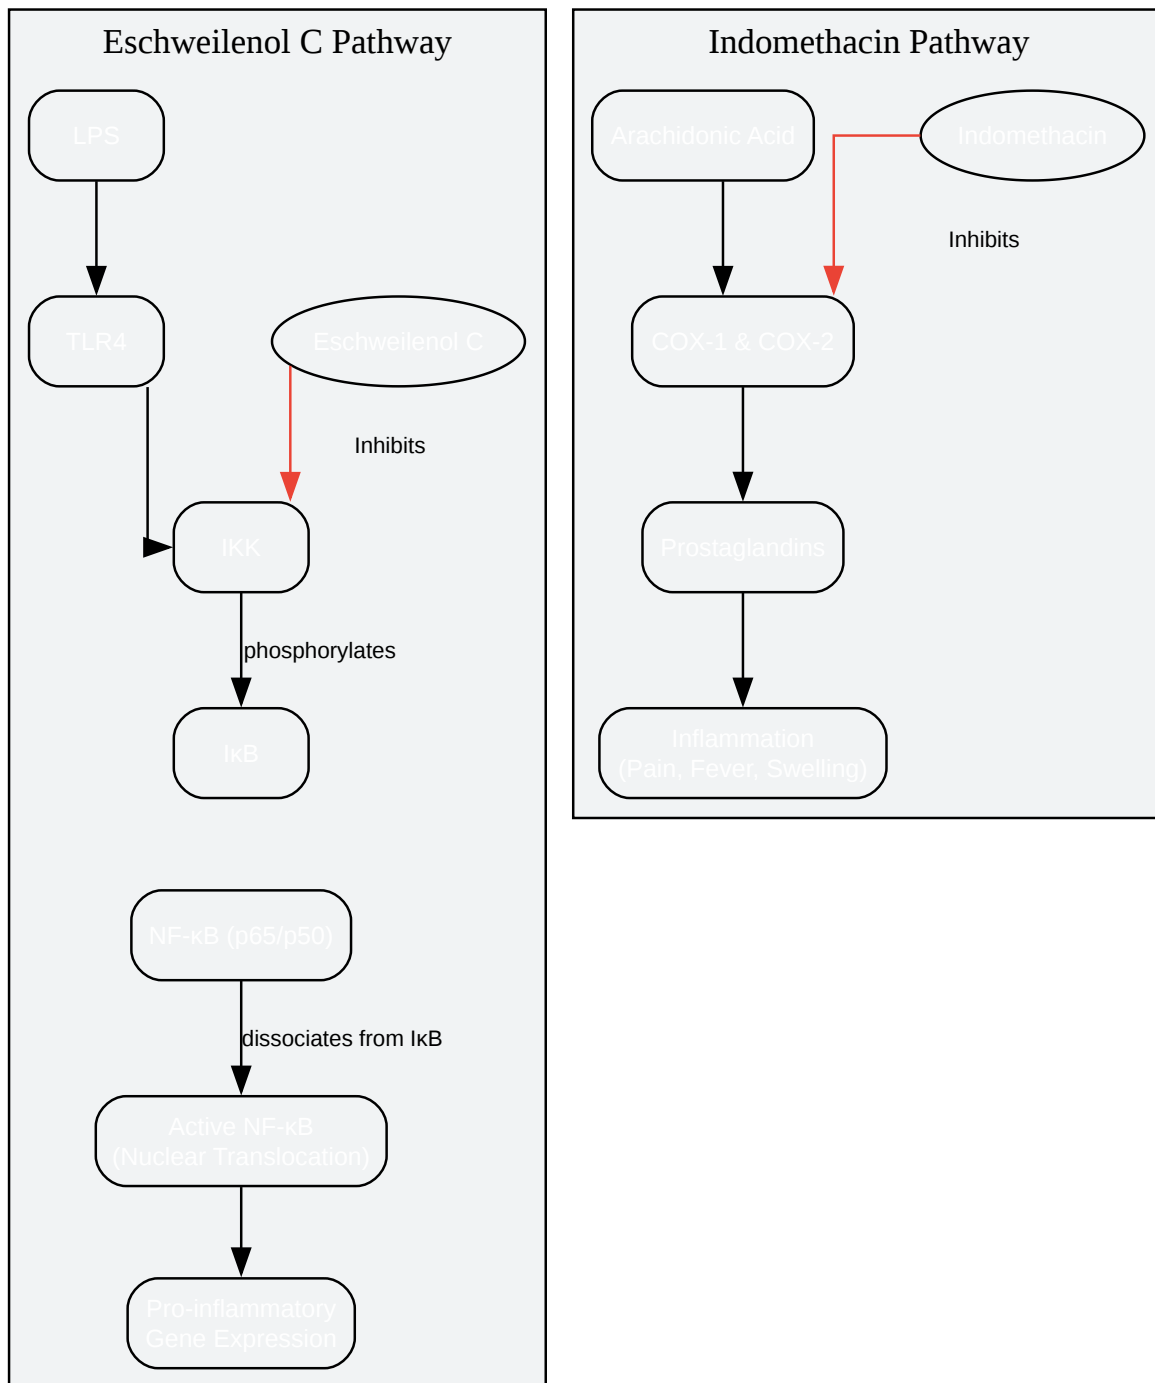 Eschweilenol C Pathway
LPS
TLR4
Eschweilenol C
Inhibits
IKK
phosphorylates
IκB
NF-κB (p65/p50)
dissociates from IκB
Active NF-κB
(Nuclear Translocation)
Pro-inflammatory
Gene Expression
Indomethacin Pathway
Arachidonic Acid
Indomethacin
Inhibits
COX-1 & COX-2
Prostaglandins
Inflammation
(Pain, Fever, Swelling)